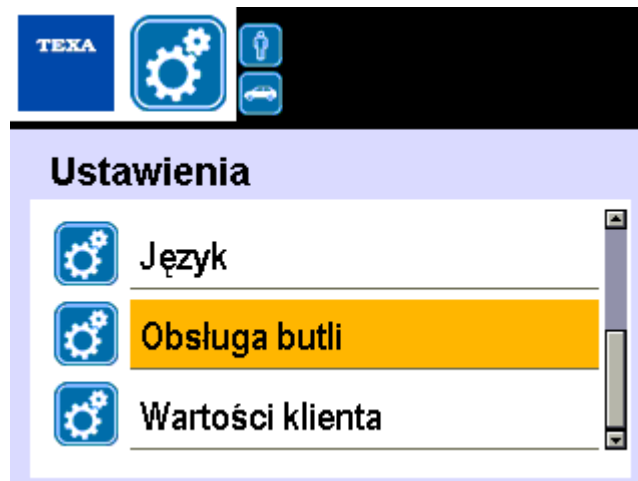 TEXA
Ustawienia
Język
Obsługa butli
Wartości klienta